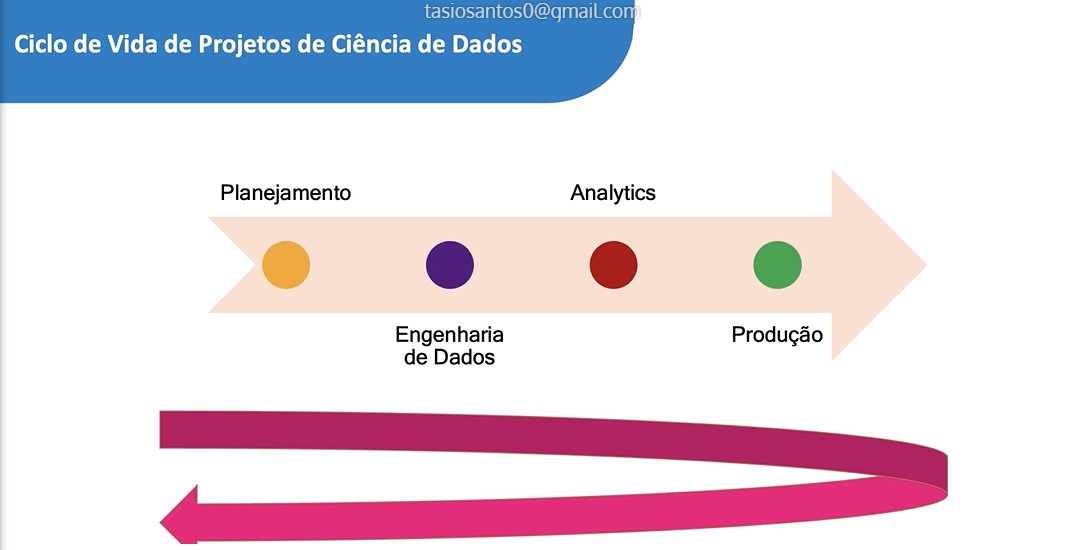 tasiosantos0@gmail.com
Ciclo de Vida de Projetos de Ciência de Dados
Planejamento
Analytics
Engenharia
de Dados
Produção